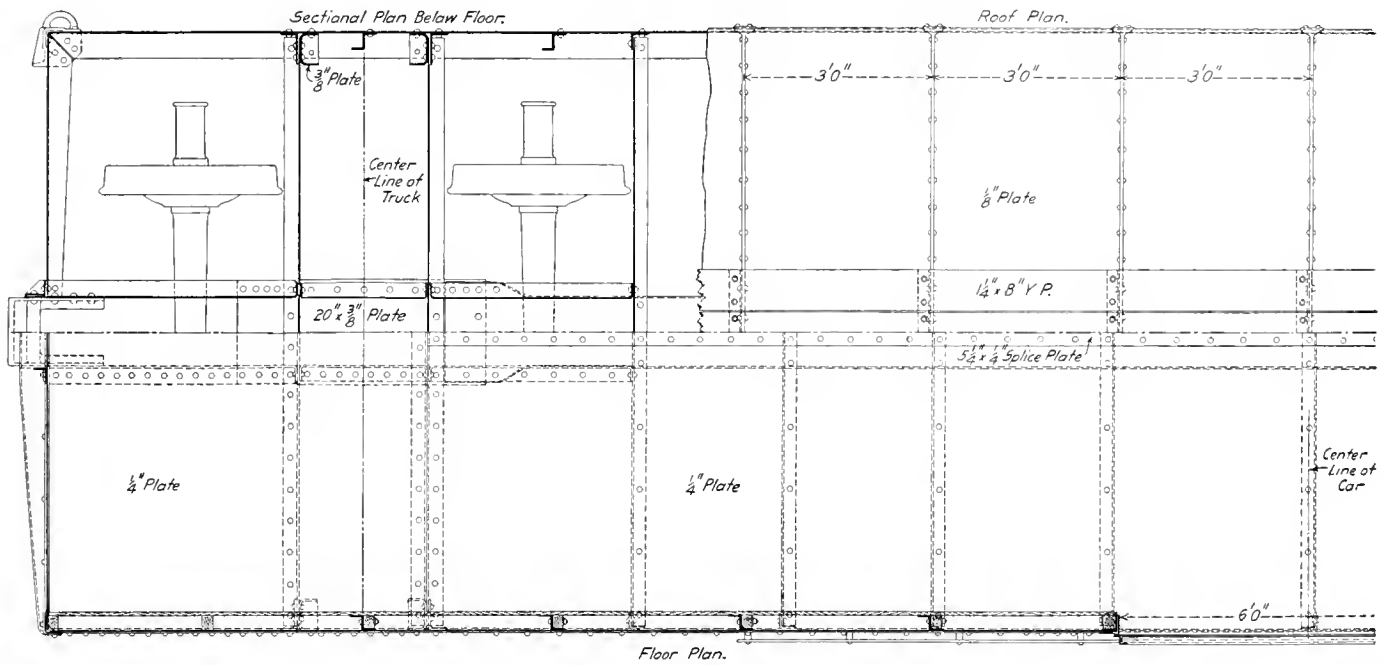 Sectional Plan Below Floor.
Roof Plan.
3/8" Plate
3'0"
3'0"
3'0"
Center
Line of
Truck
1/8" Plate
1 1/4" x 8" Y P.
20" x 3/8" Plate
5 1/4" x 1/4" Splice Plate
1/4" Plate
1/4" Plate
Center
Line of
Car
6'0"
Floor Plan.